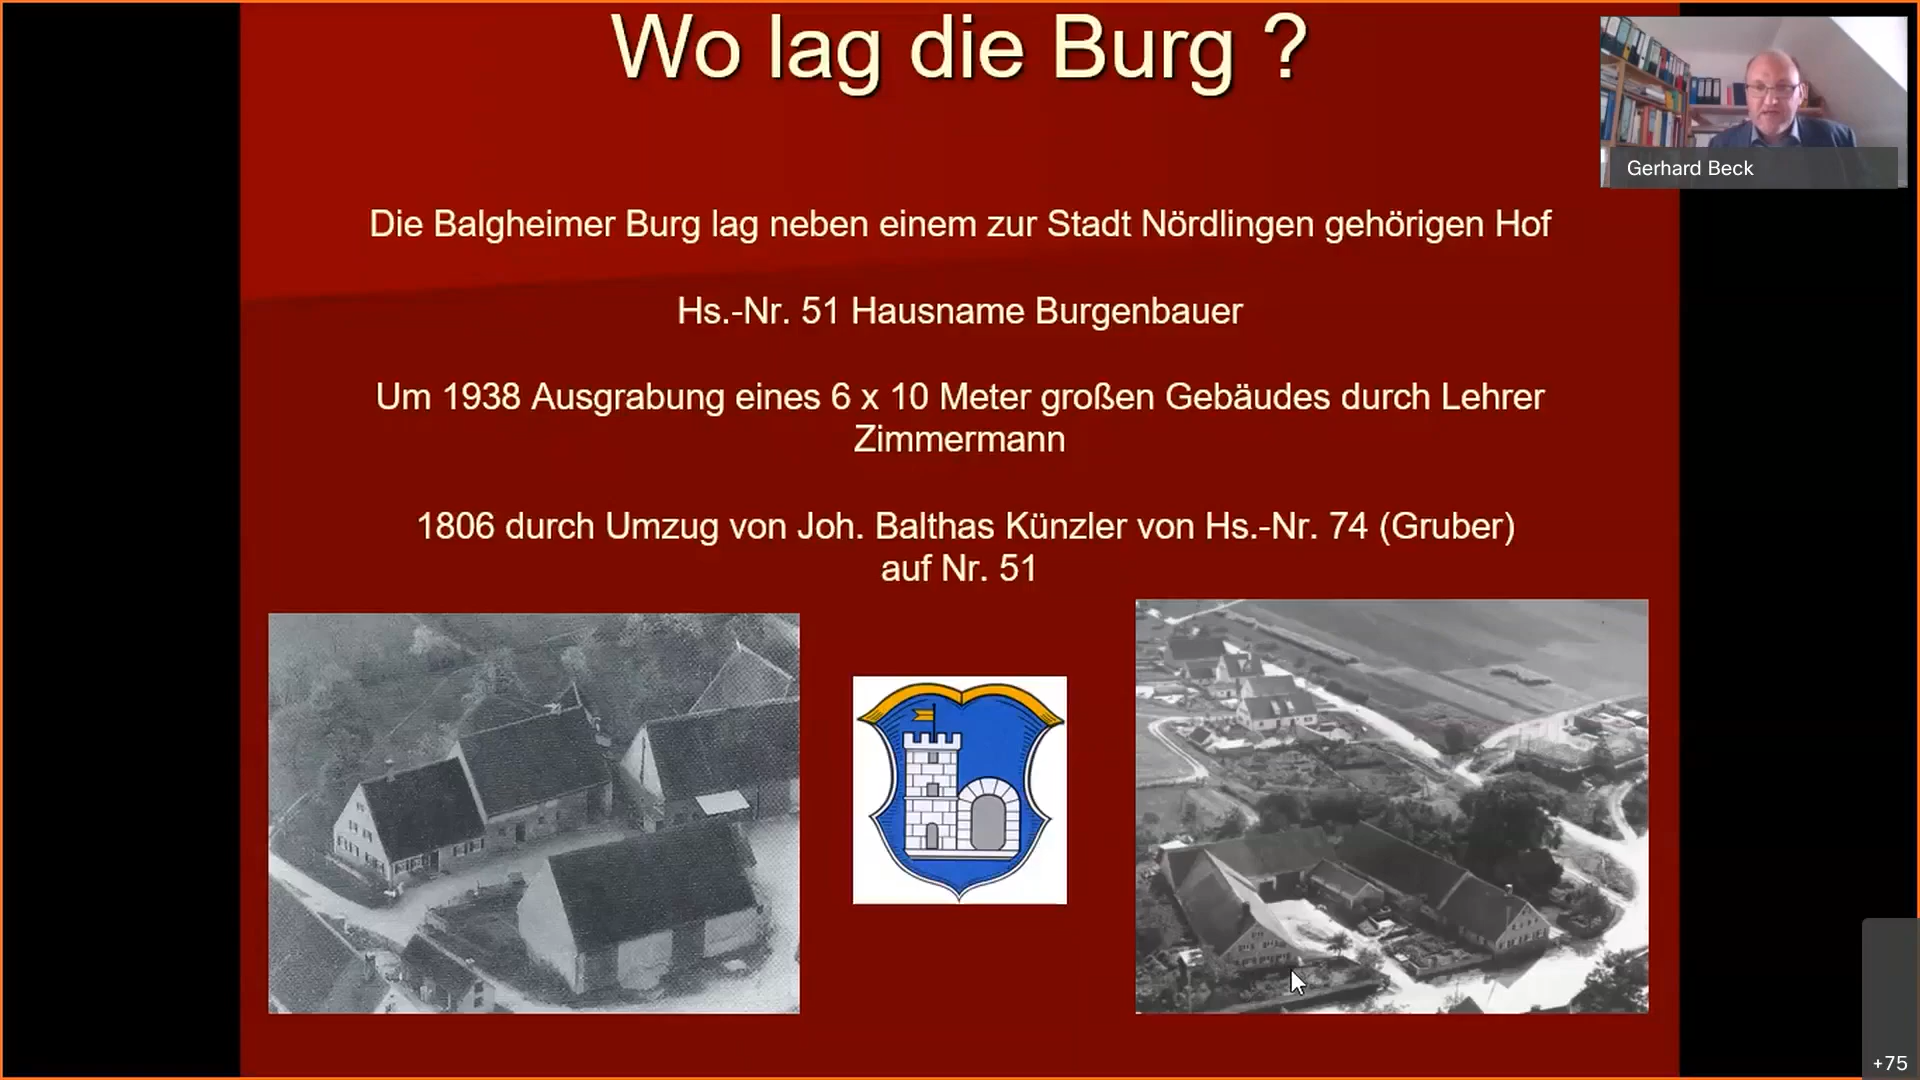 Wo lag die Burg ?
Gerhard Beck
Die Balgheimer Burg lag neben einem zur Stadt Nördlingen gehörigen Hof
Hs.-Nr. 51 Hausname Burgenbauer
Um 1938 Ausgrabung eines 6 x 10 Meter großen Gebäudes durch Lehrer
Zimmermann
1806 durch Umzug von Joh. Balthas Künzler von Hs.-Nr. 74 (Gruber)
auf Nr. 51
+75